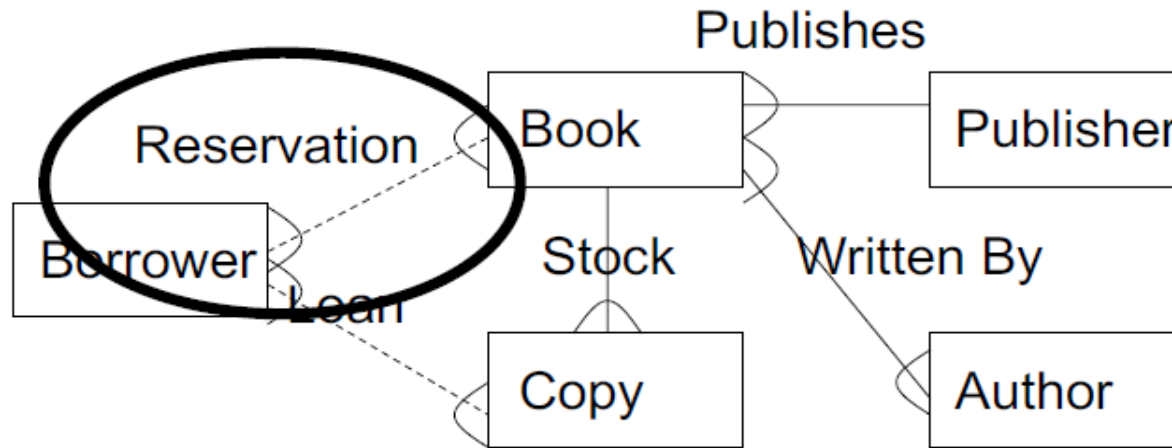 Publishes
Book
Publisher
Reservation
Borrower
Stock
Written By
Loan
Copy
Author